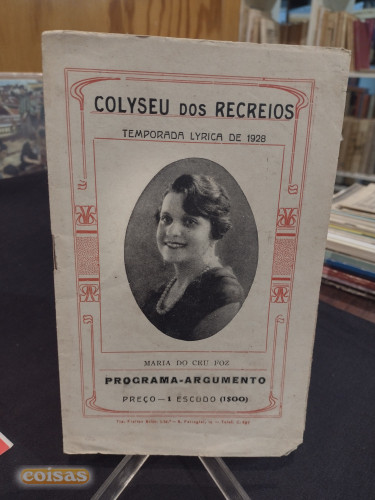 COLYSEU DOS RECREIOS
TEMPORADA LYRICA DE 1928
MARIA DO CEU FOZ
PROGRAMA-ARGUMENTO
PREÇO — 1 ESCUDO (1$00)
coisas